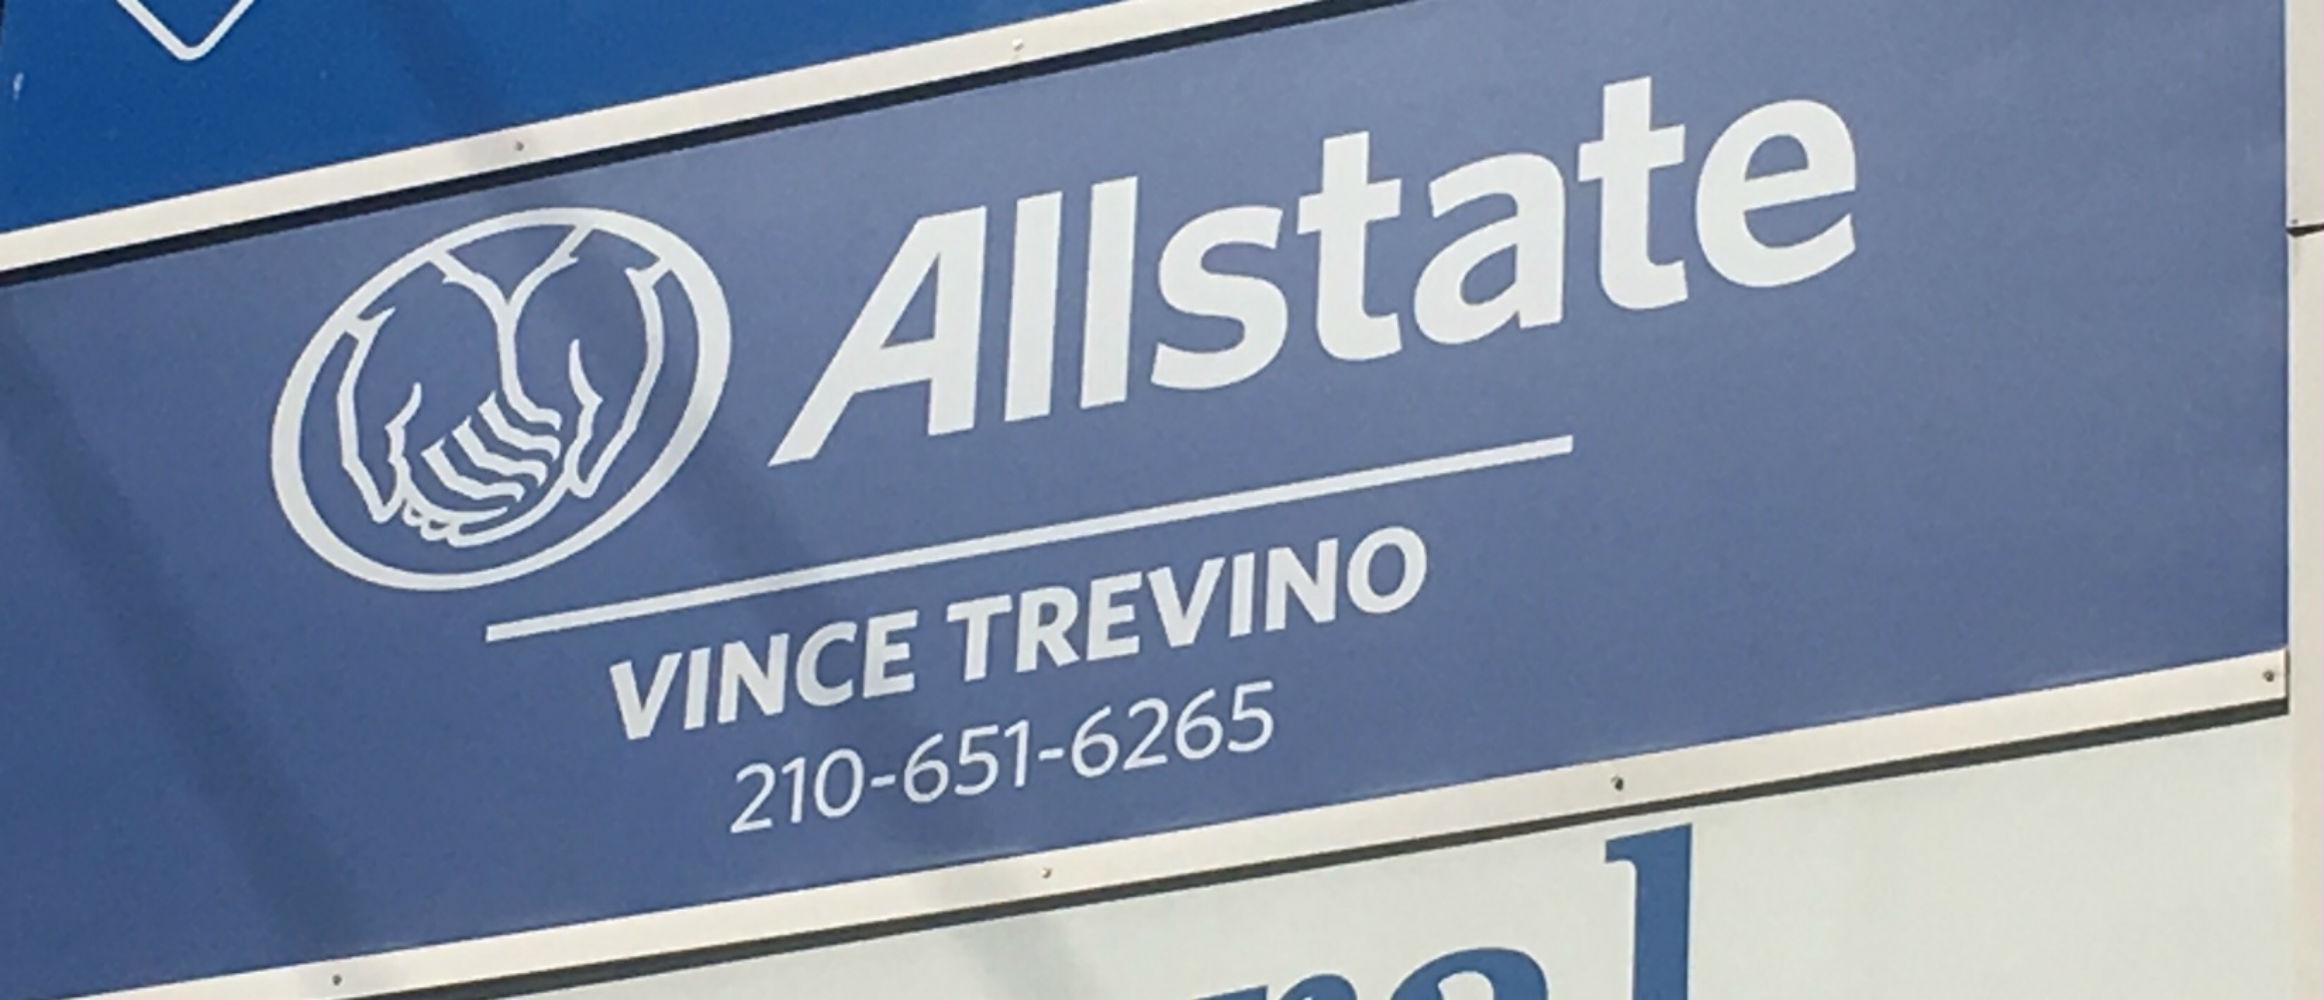 Allstate
VINCE TREVINO
210-651-6265